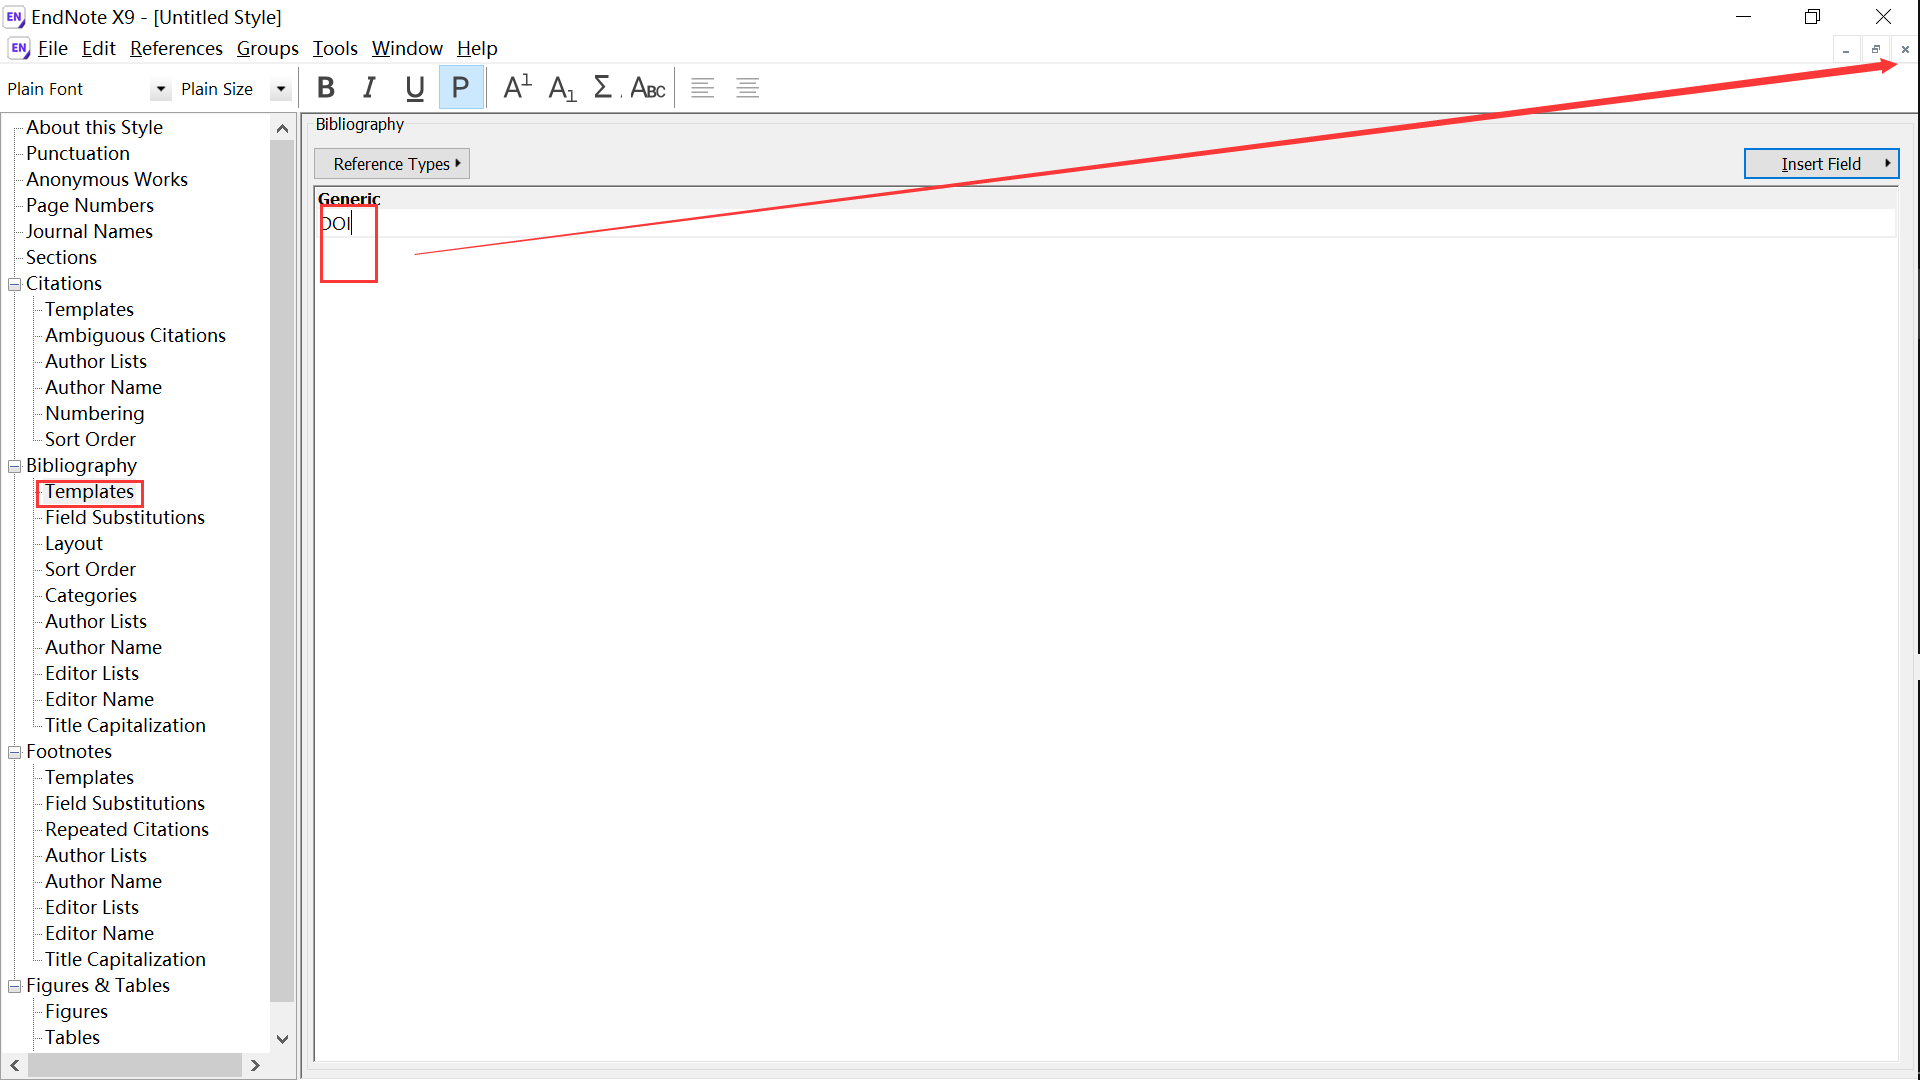 EN EndNote X9 - [Untitled Style]
EN File Edit References Groups Tools Window Help
Plain Font Plain Size B I U P A1 A1 Σ ABC
About this Style
Punctuation
Anonymous Works
Page Numbers
Journal Names
Sections
Citations
Templates
Ambiguous Citations
Author Lists
Author Name
Numbering
Sort Order
Bibliography
Templates
Field Substitutions
Layout
Sort Order
Categories
Author Lists
Author Name
Editor Lists
Editor Name
Title Capitalization
Footnotes
Templates
Field Substitutions
Repeated Citations
Author Lists
Author Name
Editor Lists
Editor Name
Title Capitalization
Figures & Tables
Figures
Tables
Bibliography
Reference Types
Insert Field
Generic
DOI